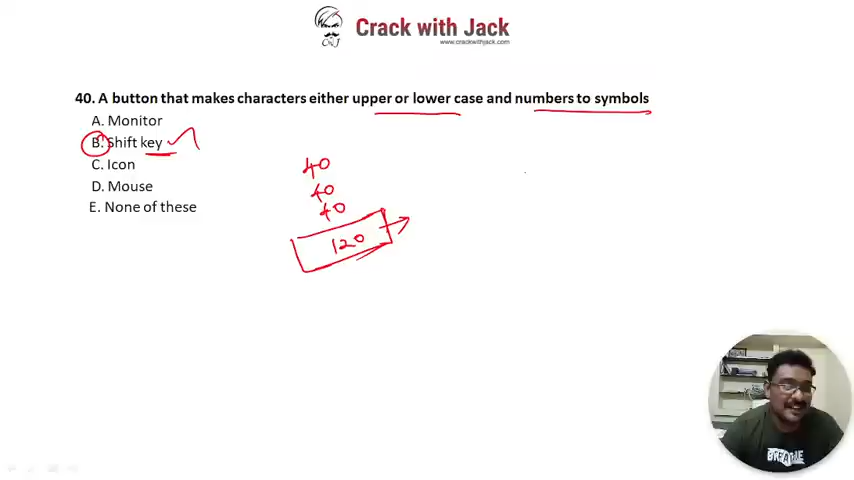 Crack with Jack
CWJ
www.crackwithjack.com
40. A button that makes characters either upper or lower case and numbers to symbols
A. Monitor
B. Shift key
C. Icon
D. Mouse
E. None of these
40
40
40
120
BREATHE